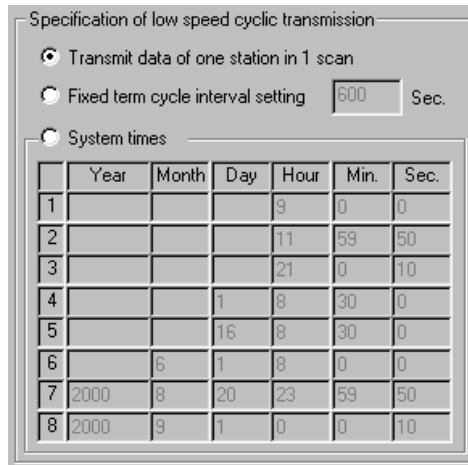 Specification of low speed cyclic transmission
Transmit data of one station in 1 scan
Fixed term cycle interval setting 600 Sec.
System times
Year Month Day Hour Min. Sec.
1 9 0 0
2 11 59 50
3 21 0 10
4 1 8 30 0
5 16 8 30 0
6 6 1 8 0 0
7 2000 8 20 23 59 50
8 2000 9 1 0 0 10